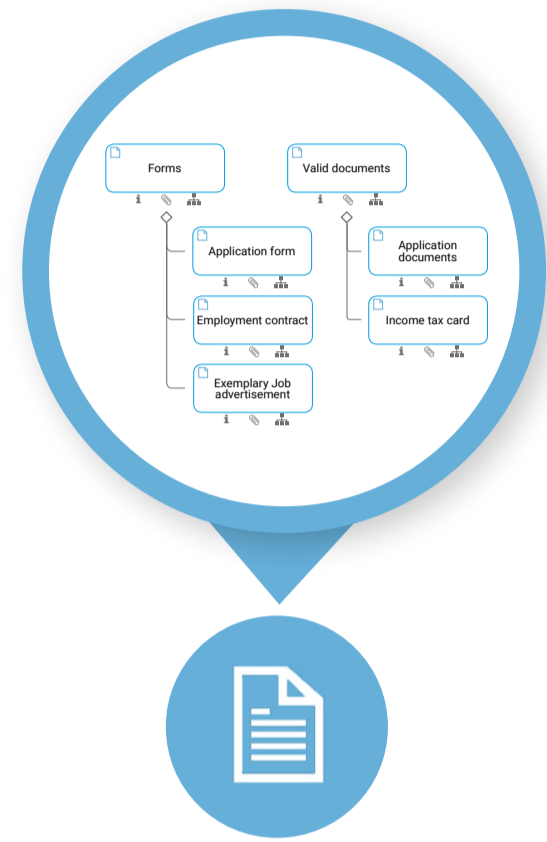 Forms
Valid documents
Application form
Application
documents
Employment contract
Income tax card
Exemplary Job
advertisement